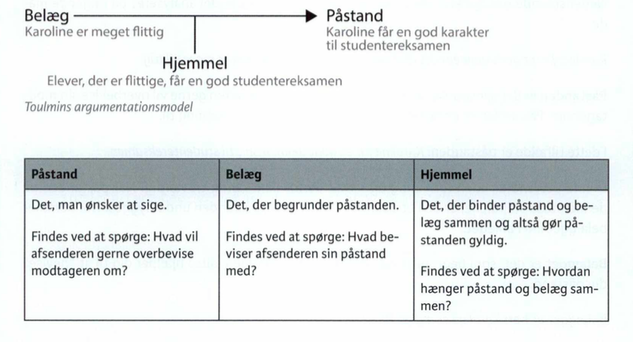 Belæg
Påstand
Karoline er meget flittig
Karoline får en god karakter
til studentereksamen
Hjemmel
Elever, der er flittige, får en god studentereksamen
Toulmins argumentationsmodel
Påstand
Belæg
Hjemmel
Det, man ønsker at sige.
Findes ved at spørge: Hvad vil
afsenderen gerne overbevise
modtageren om?
Det, der begrunder påstanden.
Findes ved at spørge: Hvad be-
viser afsenderen sin påstand
med?
Det, der binder påstand og be-
læg sammen og altså gør på-
standen gyldig.
Findes ved at spørge: Hvordan
hænger påstand og belæg sam-
men?